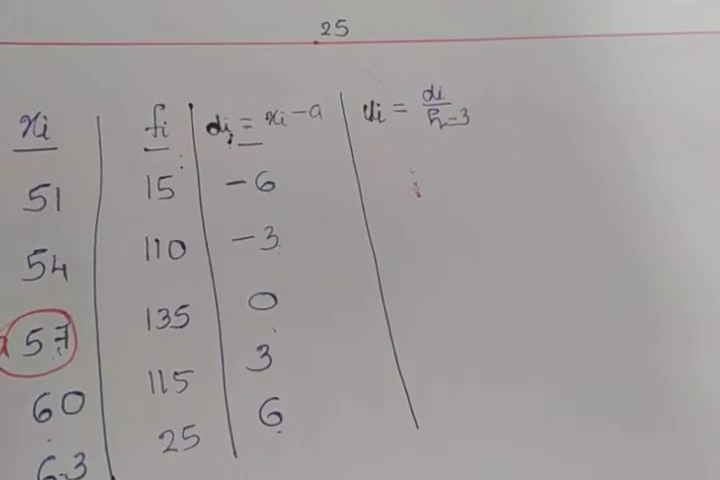 25
xi fi di = xi - a ui = di/h=3
51 15 -6
54 110 -3
57 135 0
60 115 3
63 25 6